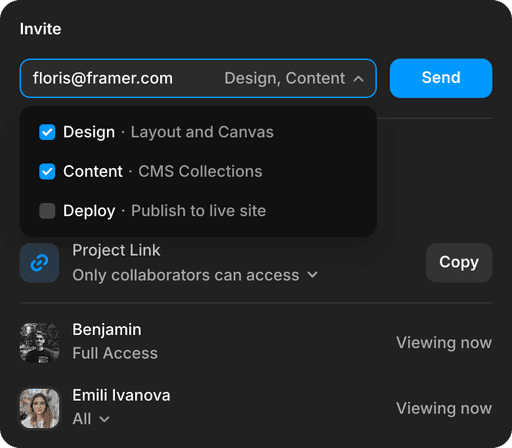 Invite
floris@framer.com Design, Content Send
Design · Layout and Canvas
Content · CMS Collections
Deploy · Publish to live site
Project Link
Only collaborators can access
Copy
Benjamin
Full Access
Viewing now
Emili Ivanova
All
Viewing now